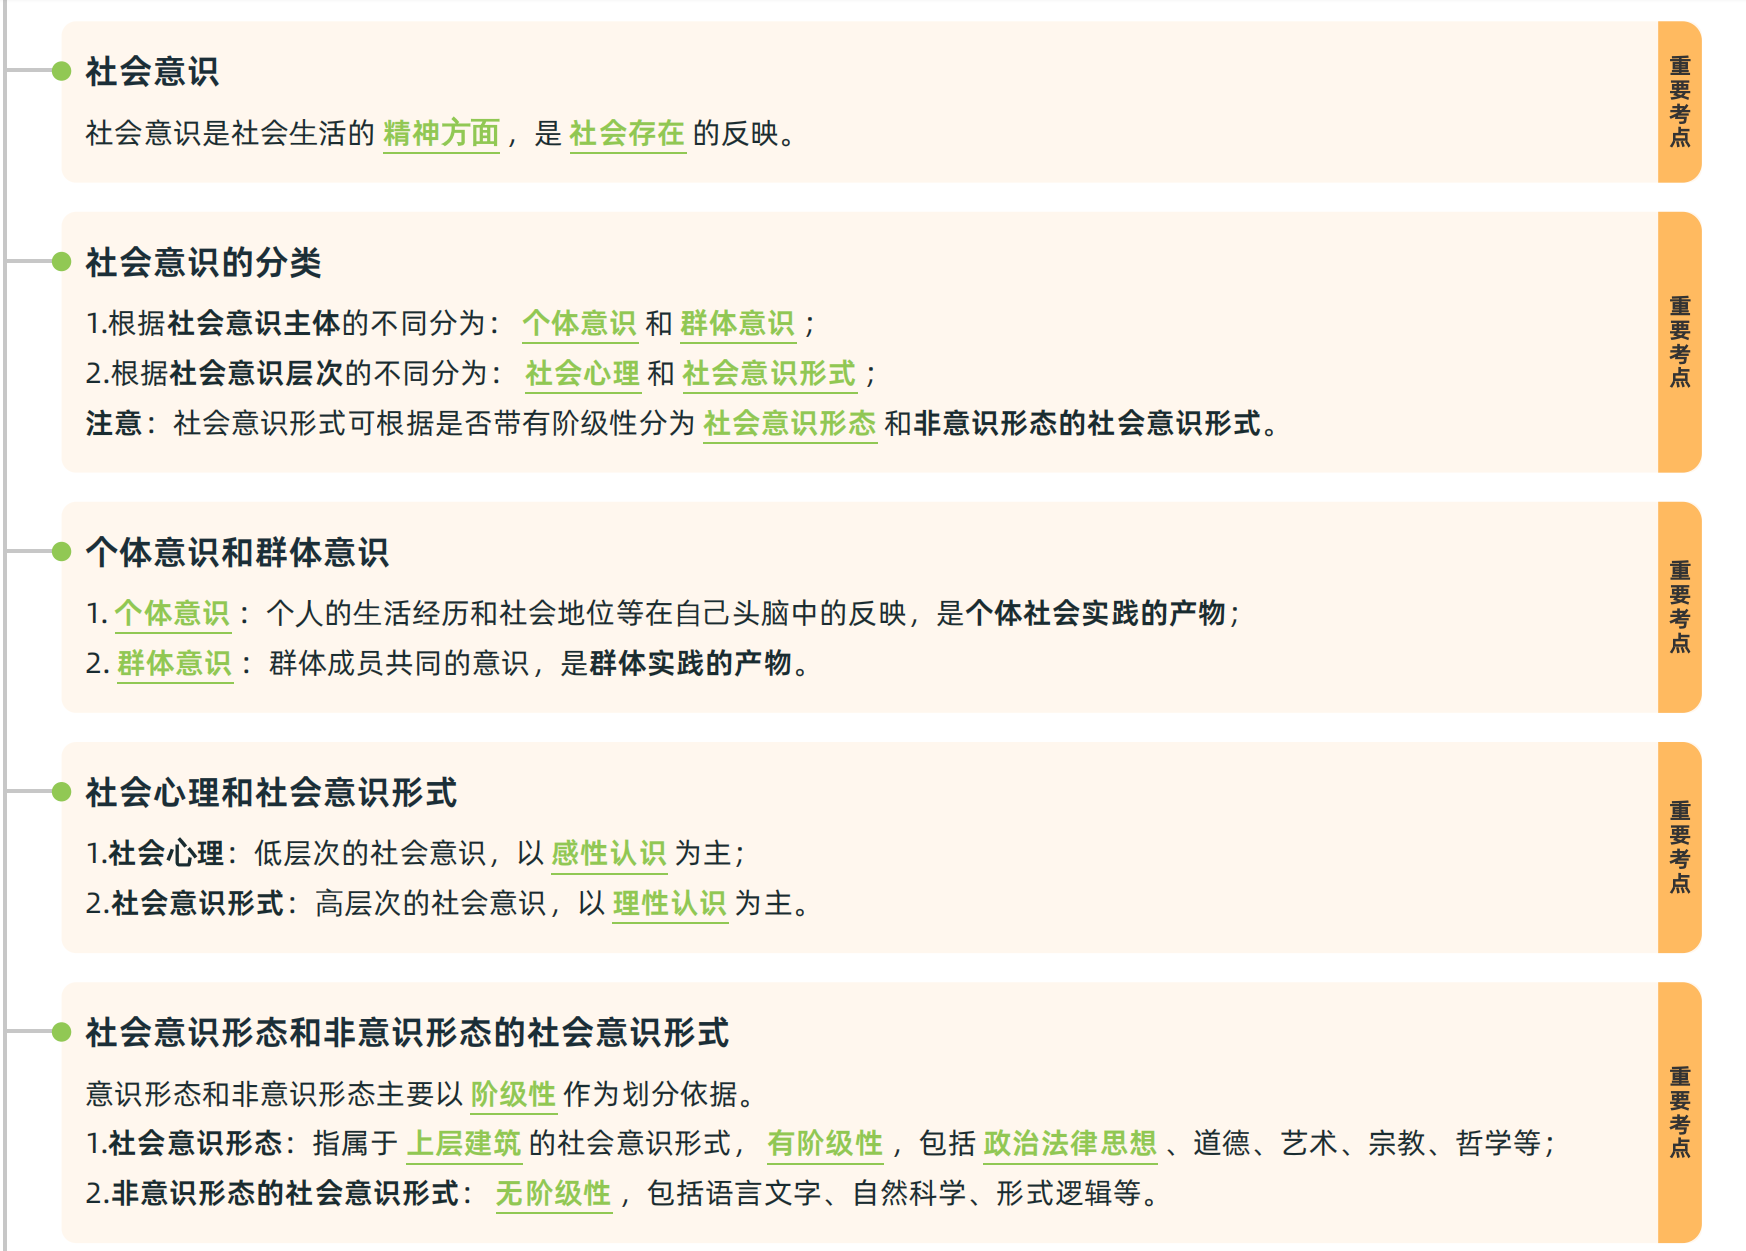 社会意识
社会意识是社会生活的 精神方面 ，是 社会存在 的反映。
重要考点
社会意识的分类
1.根据社会意识主体的不同分为： 个体意识 和 群体意识 ；
2.根据社会意识层次的不同分为： 社会心理 和 社会意识形式 ；
注意：社会意识形式可根据是否带有阶级性分为 社会意识形态 和非意识形态的社会意识形式。
重要考点
个体意识和群体意识
1. 个体意识 ：个人的生活经历和社会地位等在自己头脑中的反映，是个体社会实践的产物；
2. 群体意识 ：群体成员共同的意识，是群体实践的产物。
重要考点
社会心理和社会意识形式
1.社会心理：低层次的社会意识，以 感性认识 为主；
2.社会意识形式：高层次的社会意识，以 理性认识 为主。
重要考点
社会意识形态和非意识形态的社会意识形式
意识形态和非意识形态主要以 阶级性 作为划分依据。
1.社会意识形态：指属于 上层建筑 的社会意识形式， 有阶级性 ，包括 政治法律思想 、道德、艺术、宗教、哲学等；
2.非意识形态的社会意识形式： 无阶级性 ，包括语言文字、自然科学、形式逻辑等。
重要考点